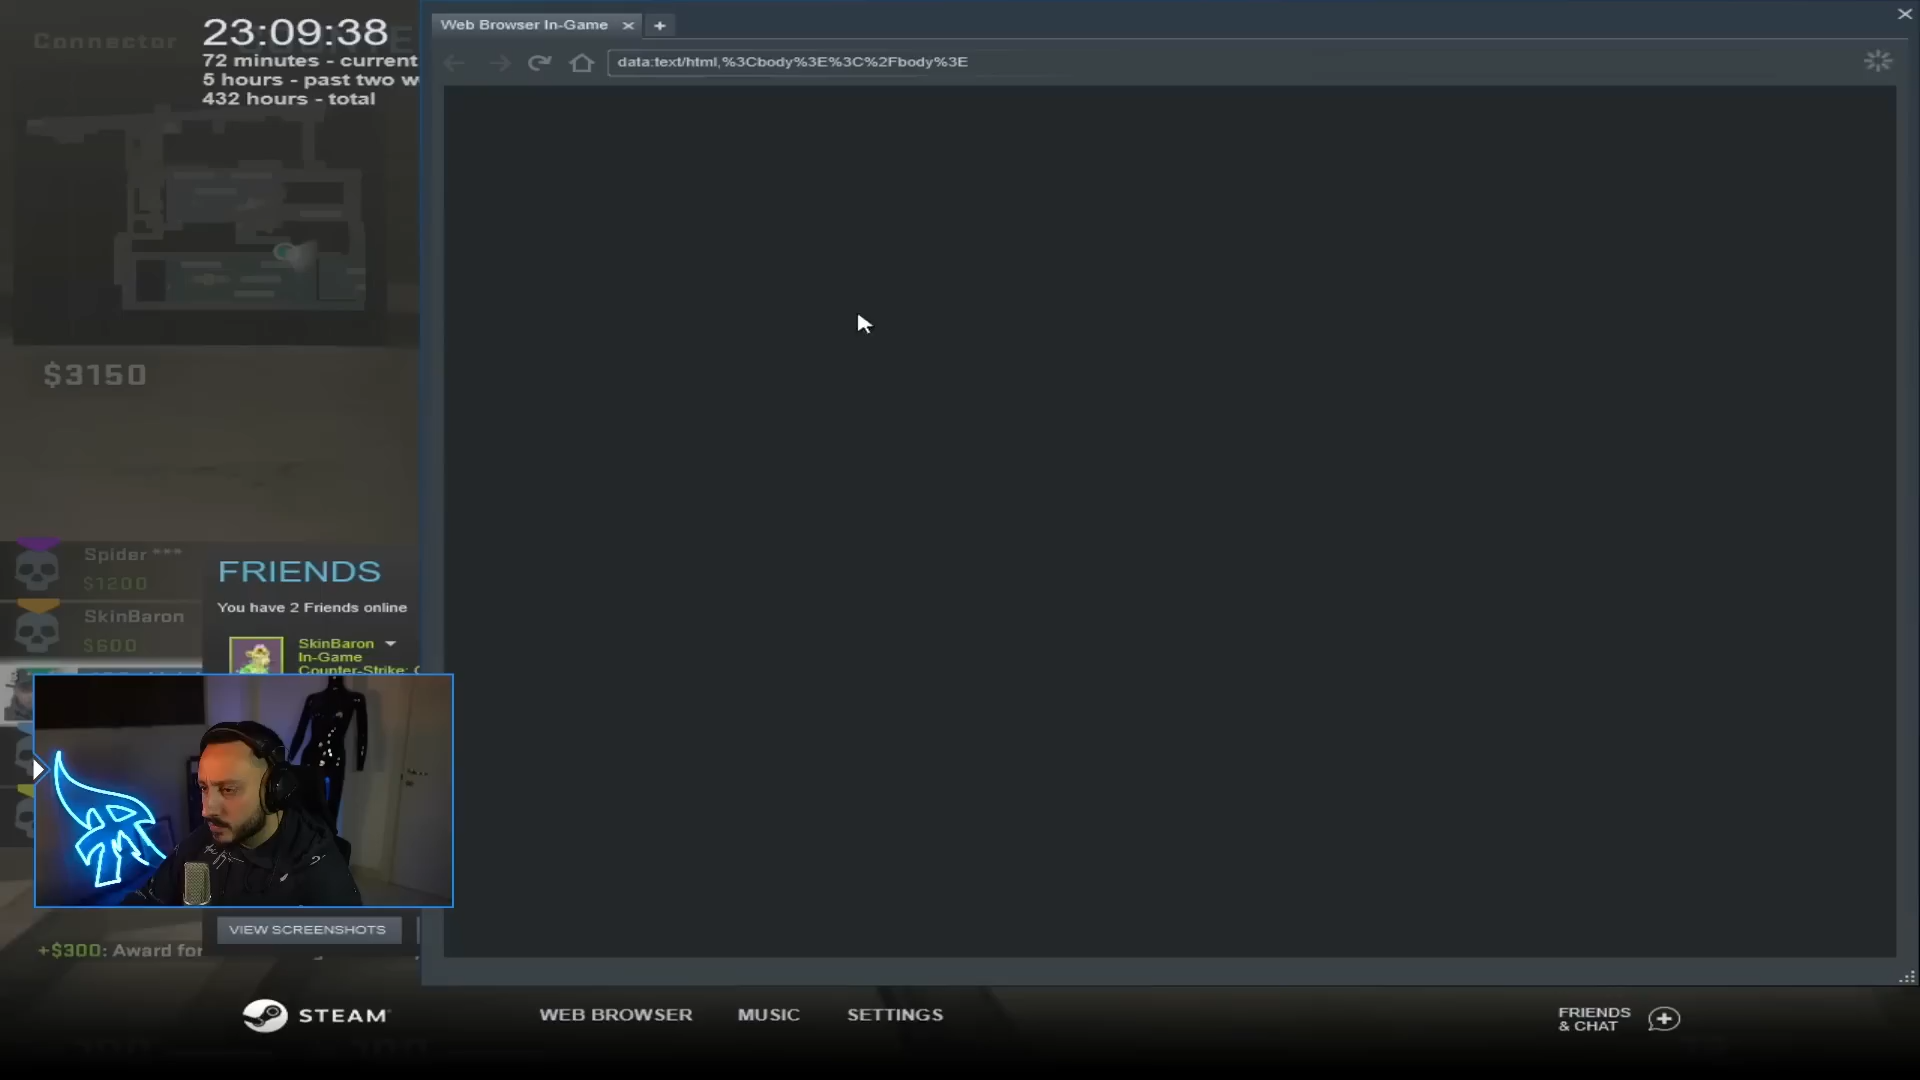 Connector
23:09:38
72 minutes - current
5 hours - past two w
432 hours - total
Web Browser In-Game
data:text/html,%3Cbody%3E%3C%2Fbody%3E
$3150
Spider ***
$1200
SkinBaron
$600
FRIENDS
You have 2 Friends online
SkinBaron
In-Game
Counter-Strike:
VIEW SCREENSHOTS
+$300: Award for
STEAM
WEB BROWSER
MUSIC
SETTINGS
FRIENDS
& CHAT